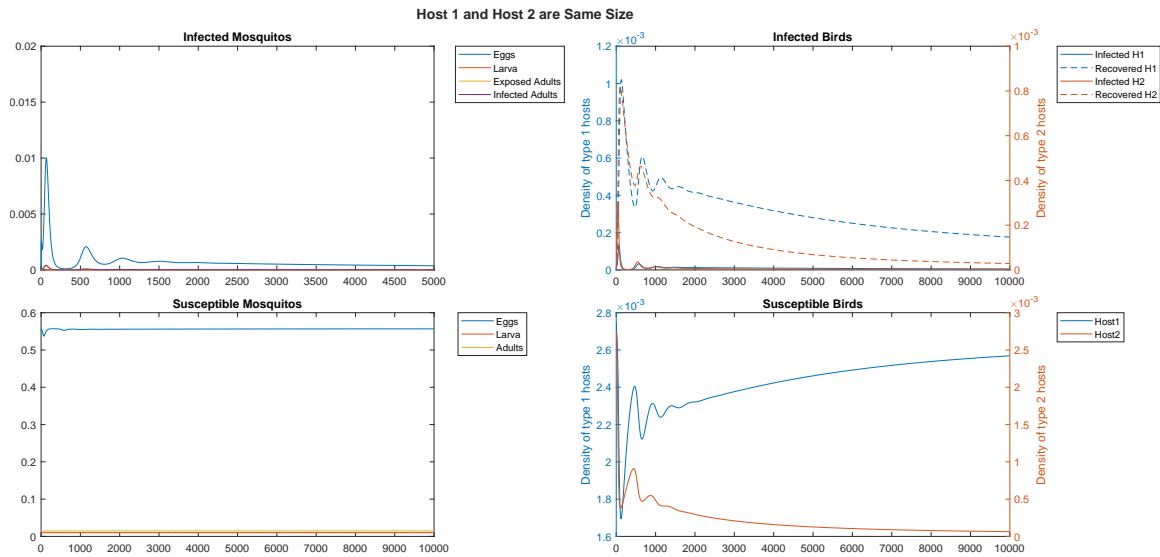 Host 1 and Host 2 are Same Size
Infected Mosquitos
0.02
0.015
0.01
0.005
0
0 500 1000 1500 2000 2500 3000 3500 4000 4500 5000
Eggs
Larva
Exposed Adults
Infected Adults
Infected Birds
×10⁻³
1.2
1
0.8
0.6
0.4
0.2
0
Density of type 1 hosts
0 1000 2000 3000 4000 5000 6000 7000 8000 9000 10000
×10⁻³
1
0.8
0.6
0.4
0.2
0
Density of type 2 hosts
Infected H1
Recovered H1
Infected H2
Recovered H2
Susceptible Mosquitos
0.6
0.5
0.4
0.3
0.2
0.1
0
0 1000 2000 3000 4000 5000 6000 7000 8000 9000 10000
Eggs
Larva
Adults
Susceptible Birds
×10⁻³
2.8
2.6
2.4
2.2
2
1.8
1.6
Density of type 1 hosts
0 1000 2000 3000 4000 5000 6000 7000 8000 9000 10000
×10⁻³
3
2.5
2
1.5
1
0.5
0
Density of type 2 hosts
Host1
Host2